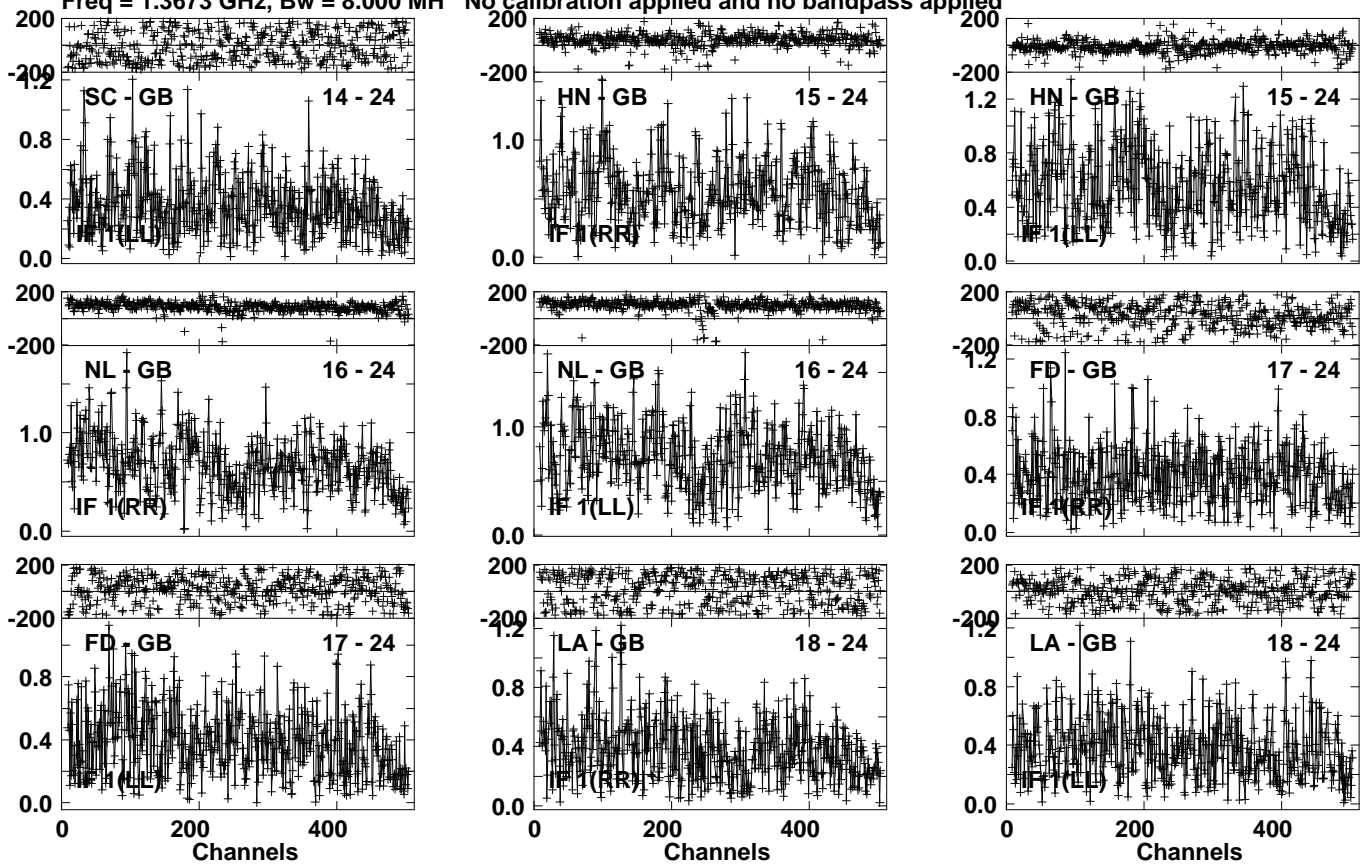 Freq = 1.3673 GHz, Bw = 8.000 MH No calibration applied and no bandpass applied
200
-200
1.2
0.8
0.4
0.0
SC - GB 14 - 24
IF 1(LL)
200
-200
1.0
0.0
HN - GB 15 - 24
IF 1(RR)
200
-200
1.2
0.8
0.4
0.0
HN - GB 15 - 24
IF 1(LL)
200
-200
1.0
0.0
NL - GB 16 - 24
IF 1(RR)
200
-200
1.0
0.0
NL - GB 16 - 24
IF 1(LL)
200
-200
1.2
0.8
0.4
0.0
FD - GB 17 - 24
IF 1(RR)
200
-200
0.8
0.4
0.0
FD - GB 17 - 24
IF 1(LL)
0 200 400
Channels
200
-200
1.2
0.8
0.4
0.0
LA - GB 18 - 24
IF 1(RR)
0 200 400
Channels
200
-200
1.2
0.8
0.4
0.0
LA - GB 18 - 24
IF 1(LL)
0 200 400
Channels